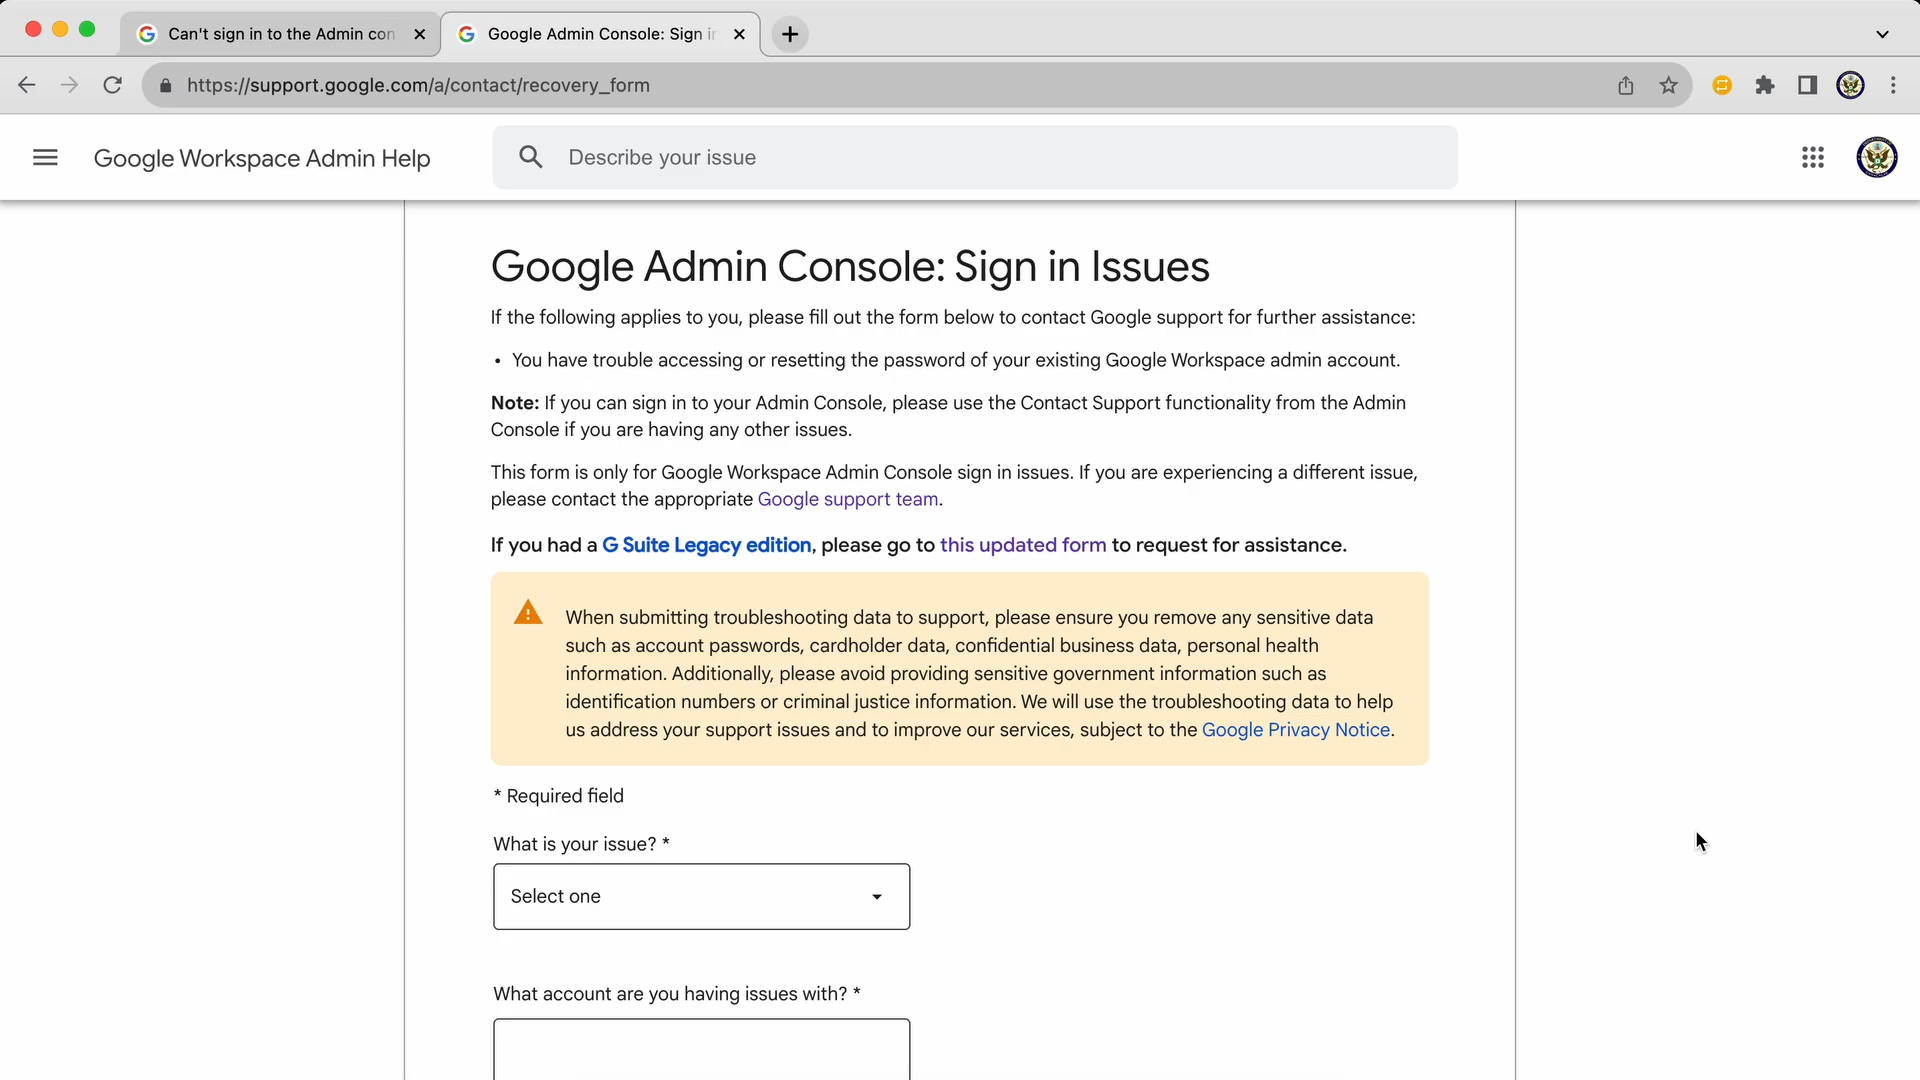 Can't sign in to the Admin con
Google Admin Console: Sign in
https://support.google.com/a/contact/recovery_form
Google Workspace Admin Help
Describe your issue
Google Admin Console: Sign in Issues
If the following applies to you, please fill out the form below to contact Google support for further assistance:
• You have trouble accessing or resetting the password of your existing Google Workspace admin account.
Note: If you can sign in to your Admin Console, please use the Contact Support functionality from the Admin
Console if you are having any other issues.
This form is only for Google Workspace Admin Console sign in issues. If you are experiencing a different issue,
please contact the appropriate Google support team.
If you had a G Suite Legacy edition, please go to this updated form to request for assistance.
When submitting troubleshooting data to support, please ensure you remove any sensitive data
such as account passwords, cardholder data, confidential business data, personal health
information. Additionally, please avoid providing sensitive government information such as
identification numbers or criminal justice information. We will use the troubleshooting data to help
us address your support issues and to improve our services, subject to the Google Privacy Notice.
* Required field
What is your issue? *
Select one
What account are you having issues with? *